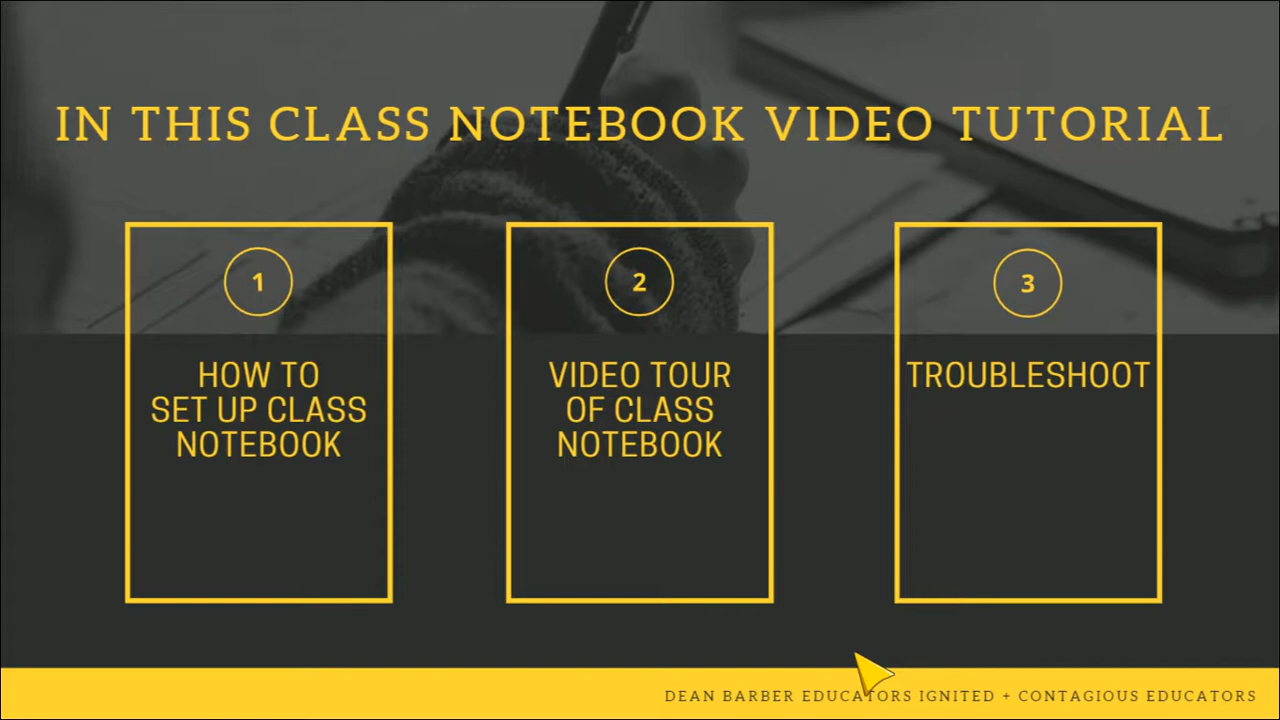 IN THIS CLASS NOTEBOOK VIDEO TUTORIAL
1
HOW TO
SET UP CLASS
NOTEBOOK
2
VIDEO TOUR
OF CLASS
NOTEBOOK
3
TROUBLESHOOT
DEAN BARBER EDUCATORS IGNITED + CONTAGIOUS EDUCATORS